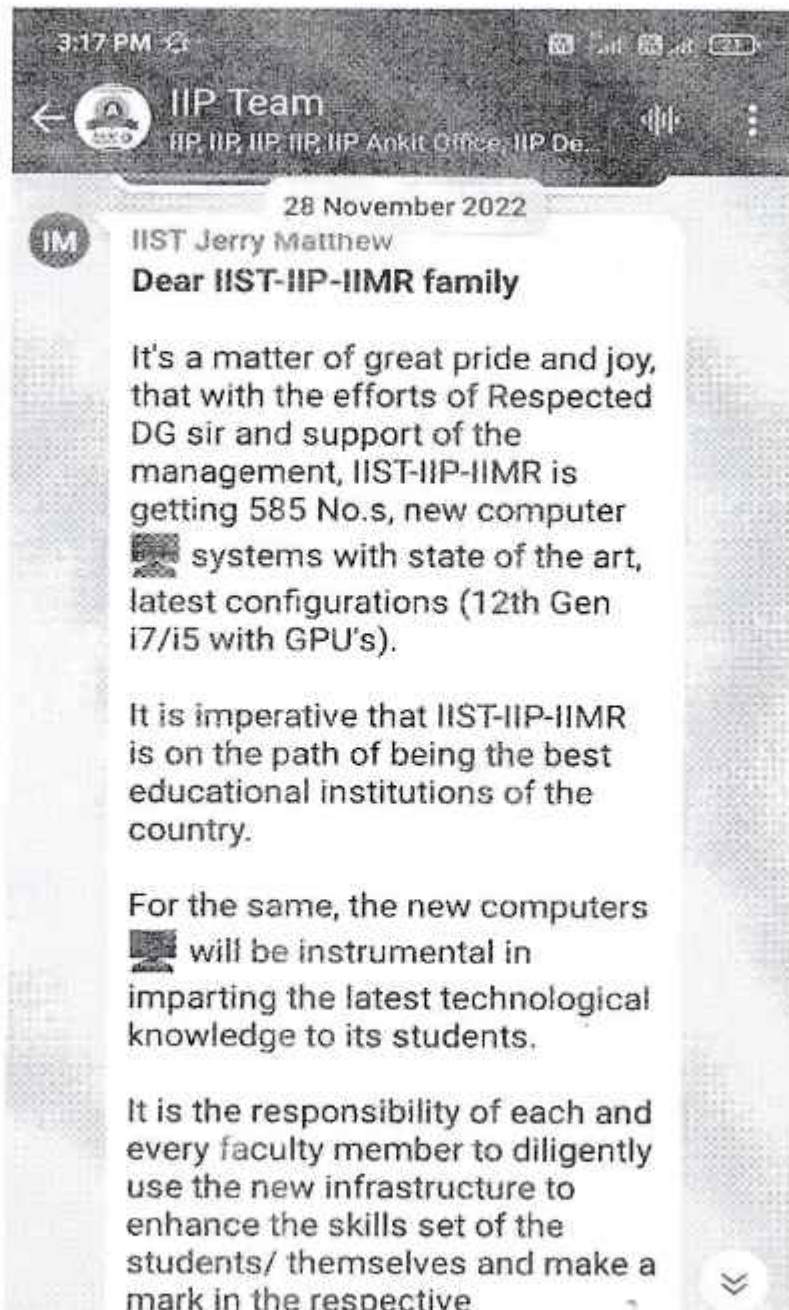 3:17 PM
IIP Team
IIP, IIP, IIP, IIP, IIP Ankit Office, IIP De...
28 November 2022
IM
IIST Jerry Matthew
Dear IIST-IIP-IIMR family
It's a matter of great pride and joy,
that with the efforts of Respected
DG sir and support of the
management, IIST-IIP-IIMR is
getting 585 No.s, new computer
systems with state of the art,
latest configurations (12th Gen
i7/i5 with GPU's).
It is imperative that IIST-IIP-IIMR
is on the path of being the best
educational institutions of the
country.
For the same, the new computers
will be instrumental in
imparting the latest technological
knowledge to its students.
It is the responsibility of each and
every faculty member to diligently
use the new infrastructure to
enhance the skills set of the
students/ themselves and make a
mark in the respective